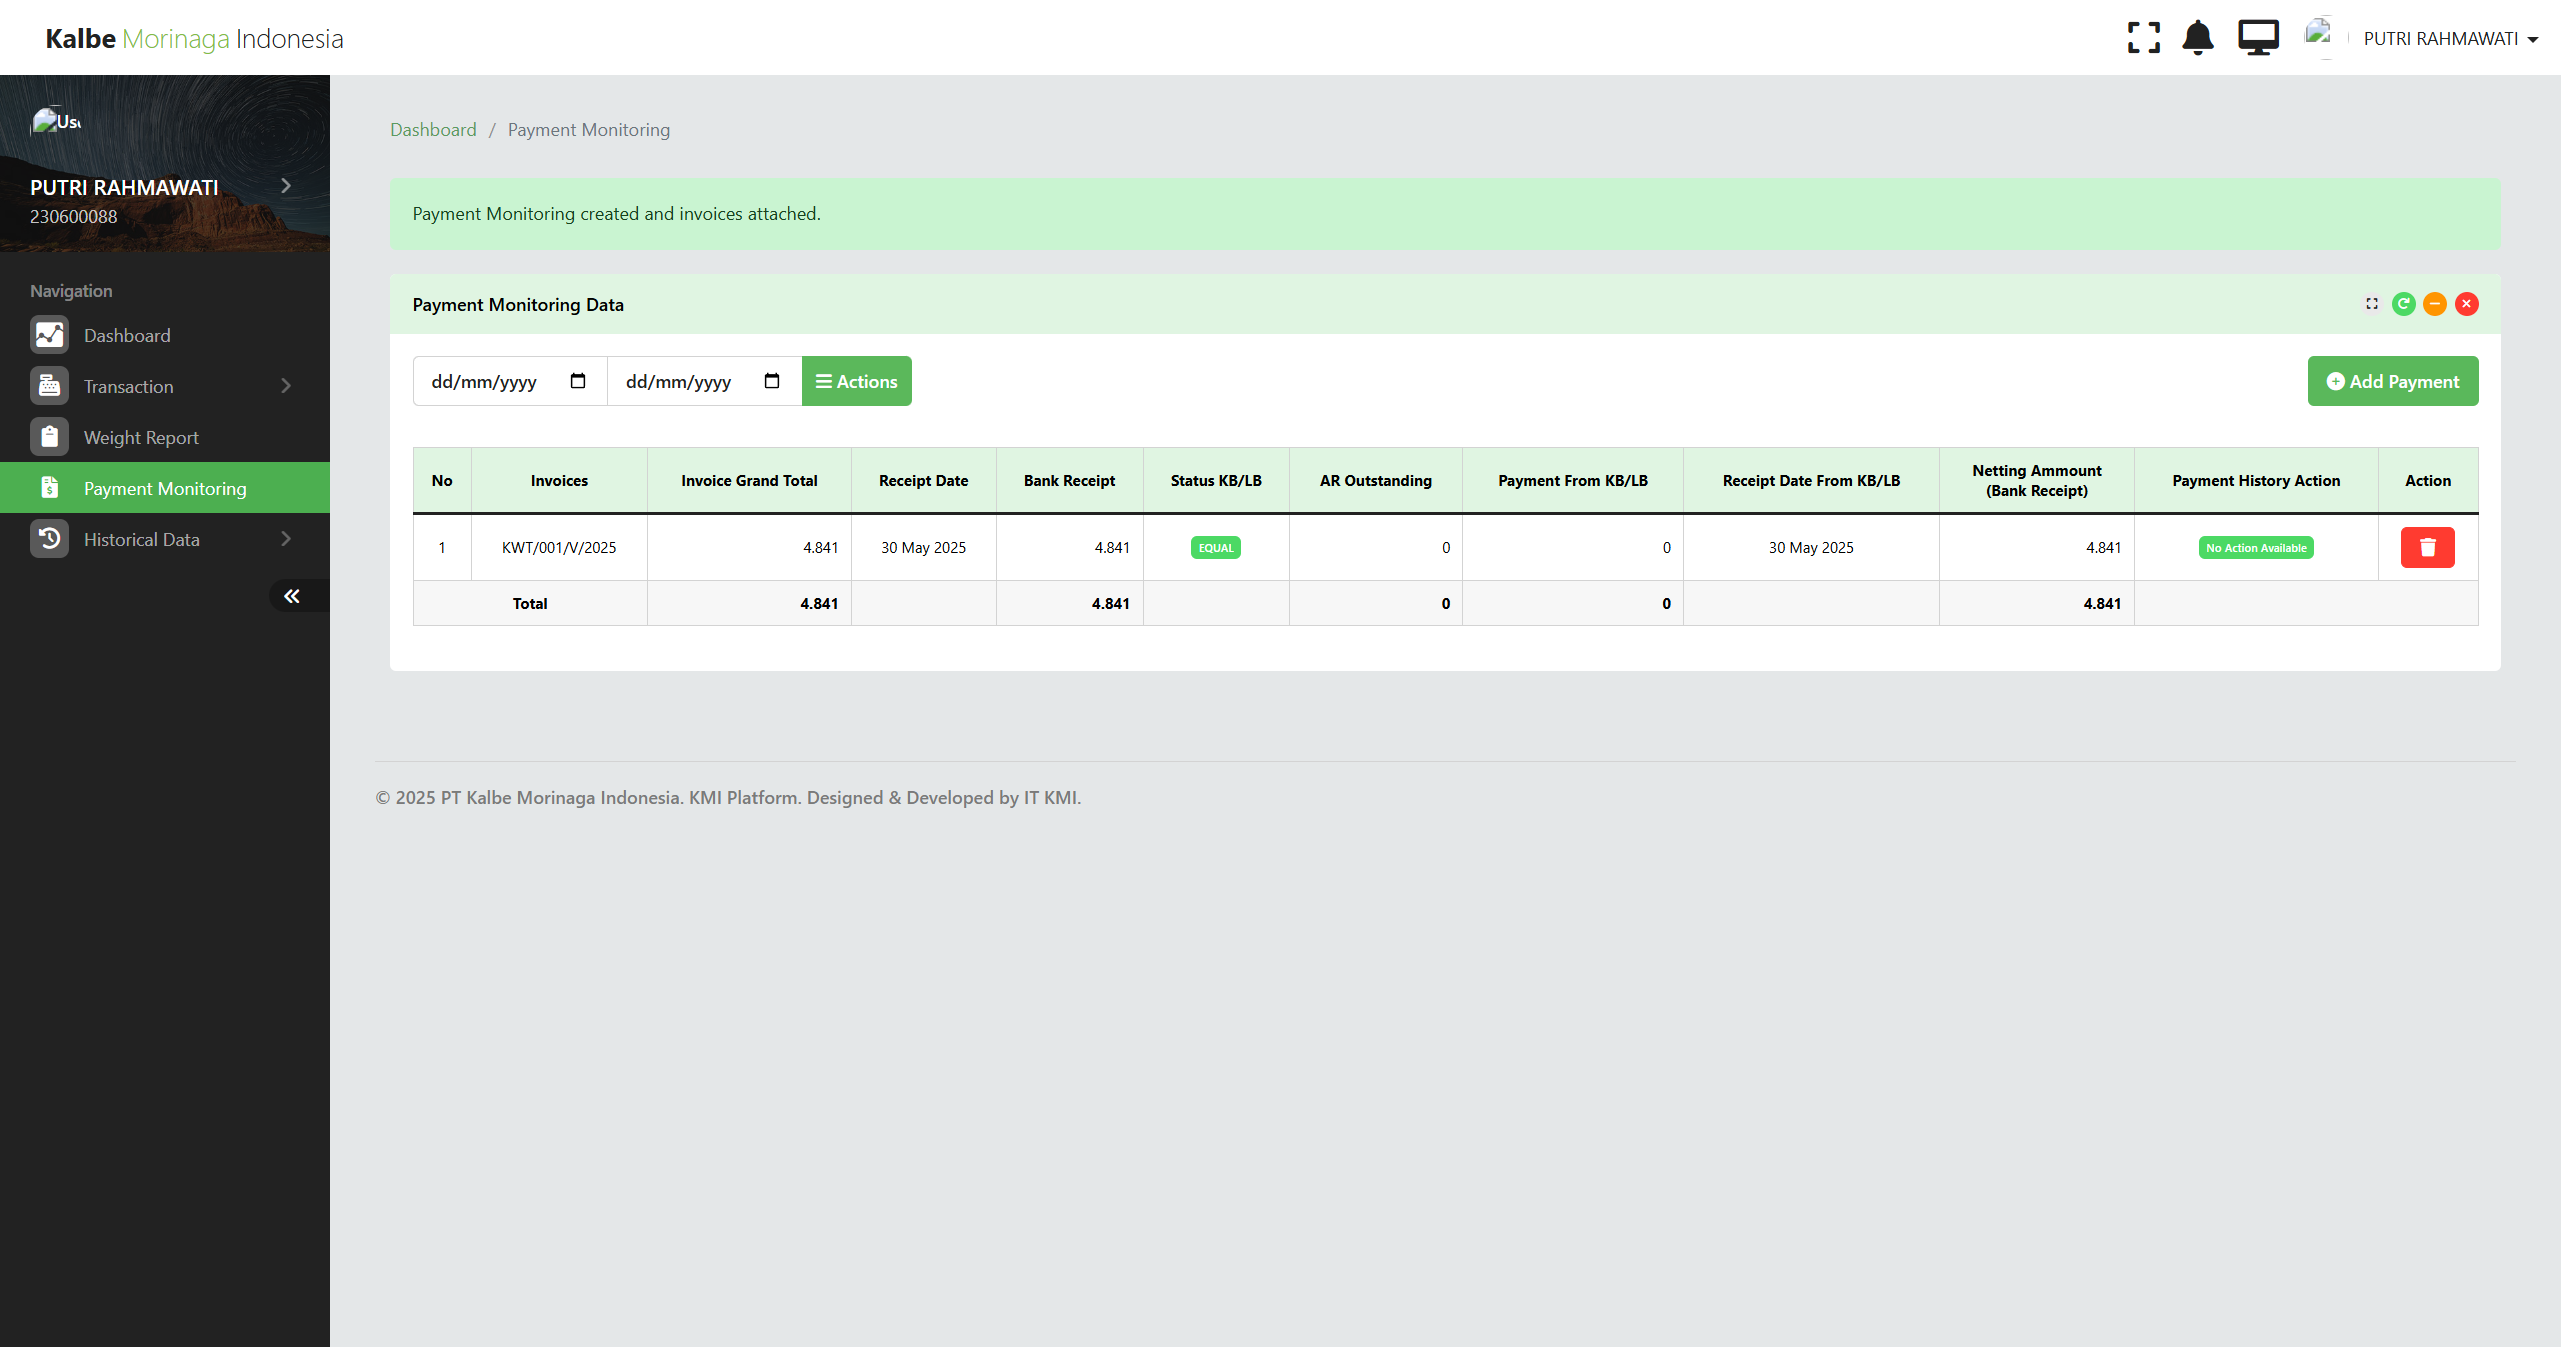 Kalbe Morinaga Indonesia
PUTRI RAHMAWATI
PUTRI RAHMAWATI
230600088
Navigation
Dashboard
Transaction
Weight Report
Payment Monitoring
Historical Data
Dashboard / Payment Monitoring
Payment Monitoring created and invoices attached.
Payment Monitoring Data
dd/mm/yyyy dd/mm/yyyy Actions Add Payment
No Invoices Invoice Grand Total Receipt Date Bank Receipt Status KB/LB AR Outstanding Payment From KB/LB Receipt Date From KB/LB Netting Ammount (Bank Receipt) Payment History Action Action
1 KWT/001/V/2025 4.841 30 May 2025 4.841 EQUAL 0 0 30 May 2025 4.841 No Action Available
Total 4.841 4.841 0 0 4.841
© 2025 PT Kalbe Morinaga Indonesia. KMI Platform. Designed & Developed by IT KMI.